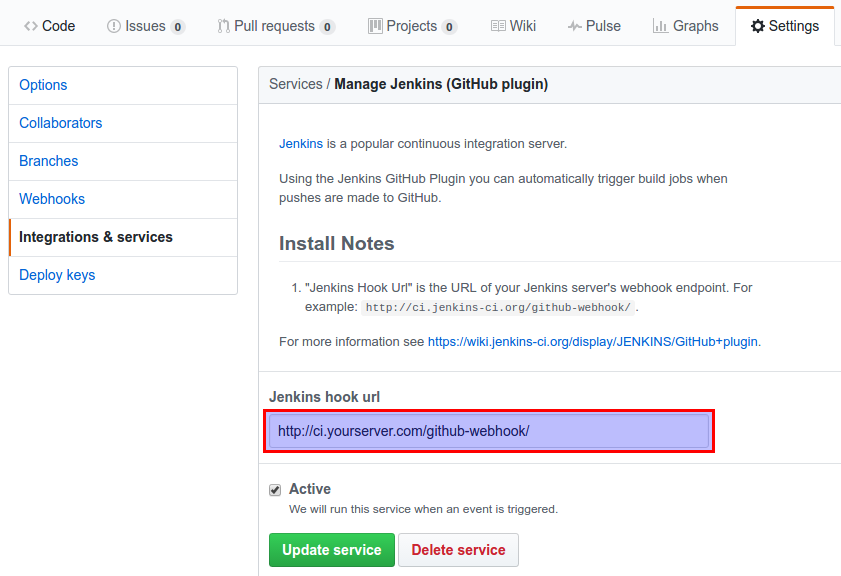 Code Issues 0 Pull requests 0 Projects 0 Wiki Pulse Graphs Settings
Options
Collaborators
Branches
Webhooks
Integrations & services
Deploy keys
Services / Manage Jenkins (GitHub plugin)
Jenkins is a popular continuous integration server.
Using the Jenkins GitHub Plugin you can automatically trigger build jobs when
pushes are made to GitHub.
Install Notes
1. "Jenkins Hook Url" is the URL of your Jenkins server's webhook endpoint. For
example: http://ci.jenkins-ci.org/github-webhook/.
For more information see https://wiki.jenkins-ci.org/display/JENKINS/GitHub+plugin.
Jenkins hook url
http://ci.yourserver.com/github-webhook/
Active
We will run this service when an event is triggered.
Update service Delete service